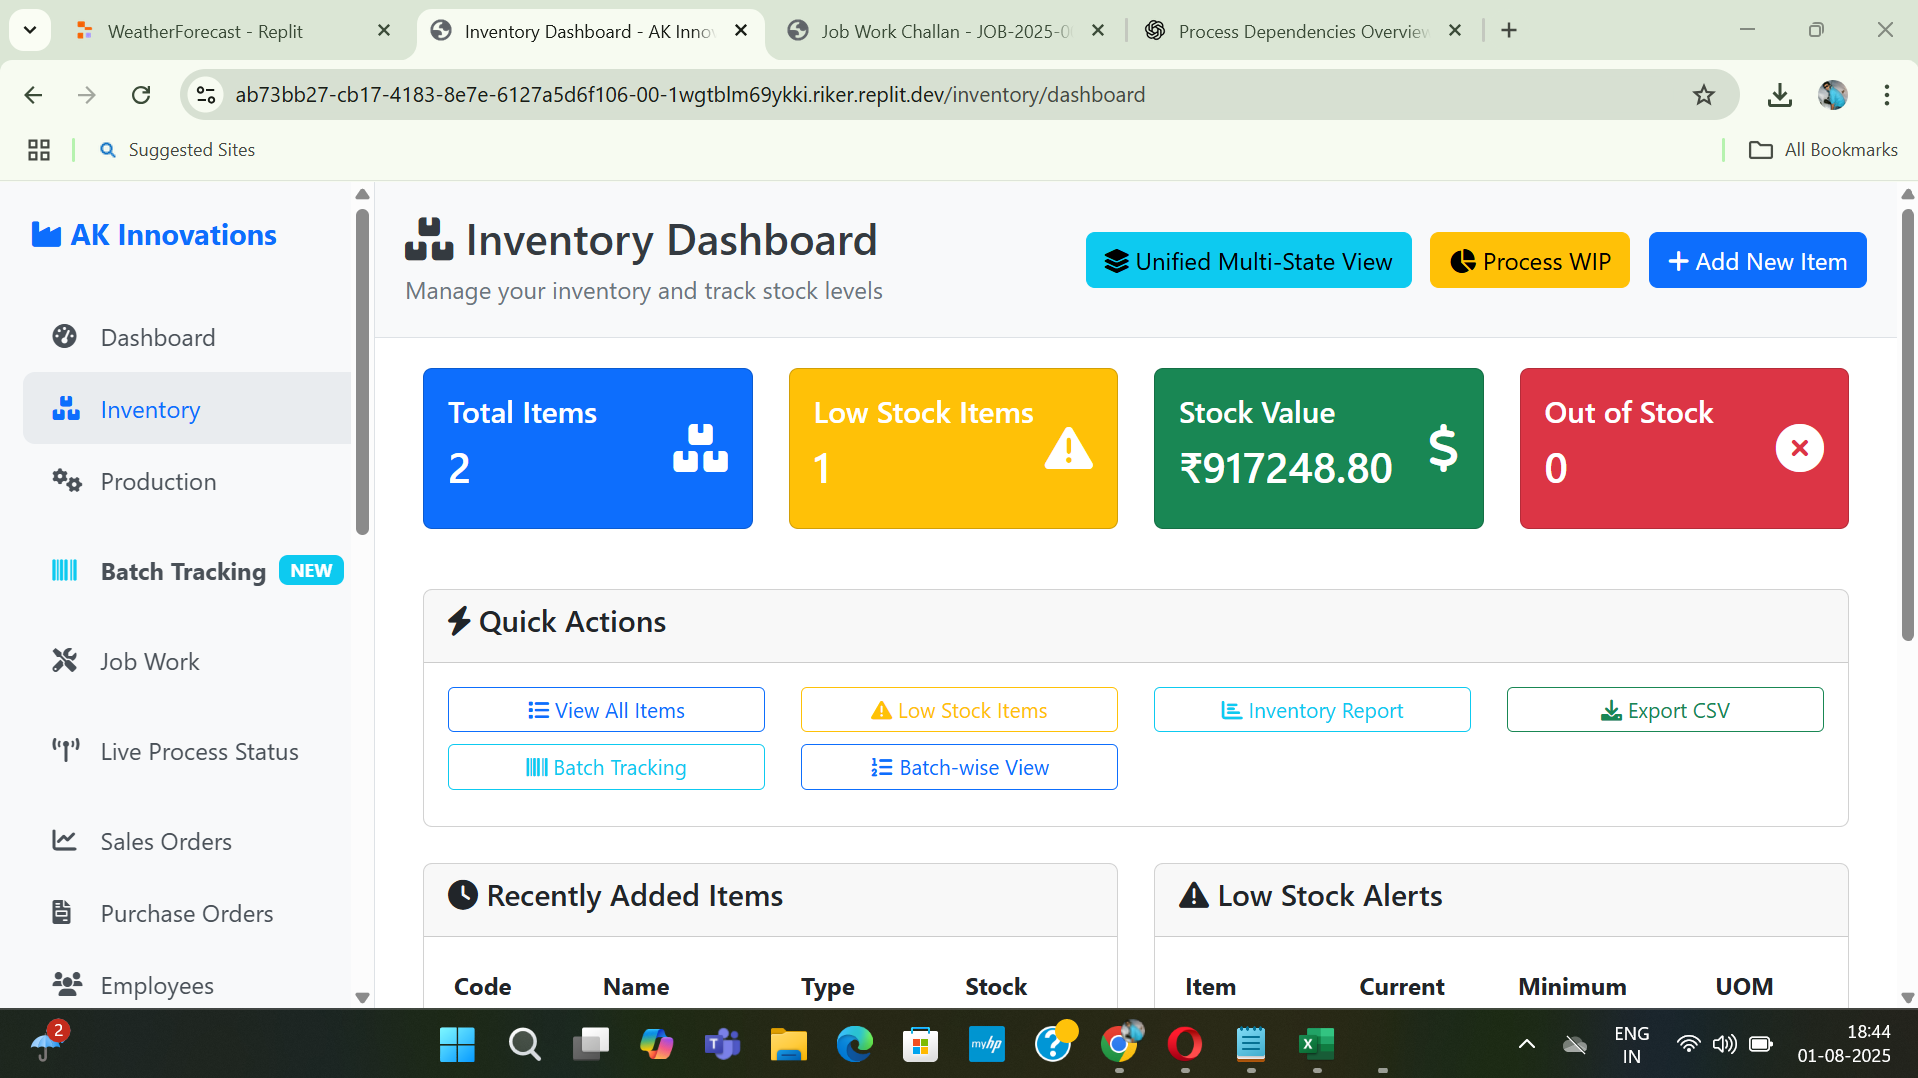 WeatherForecast - Replit
Inventory Dashboard - AK Inno
Job Work Challan - JOB-2025-0
Process Dependencies Overview
ab73bb27-cb17-4183-8e7e-6127a5d6f106-00-1wgtblm69ykki.riker.replit.dev/inventory/dashboard
Suggested Sites
All Bookmarks
AK Innovations
Dashboard
Inventory
Production
Batch Tracking NEW
Job Work
Live Process Status
Sales Orders
Purchase Orders
Employees
Inventory Dashboard
Manage your inventory and track stock levels
Unified Multi-State View
Process WIP
+ Add New Item
Total Items
2
Low Stock Items
1
Stock Value
₹917248.80
$
Out of Stock
0
Quick Actions
View All Items
Low Stock Items
Inventory Report
Export CSV
Batch Tracking
Batch-wise View
Recently Added Items
Code Name Type Stock
Low Stock Alerts
Item Current Minimum UOM
2
myhp
ENG
IN
18:44
01-08-2025